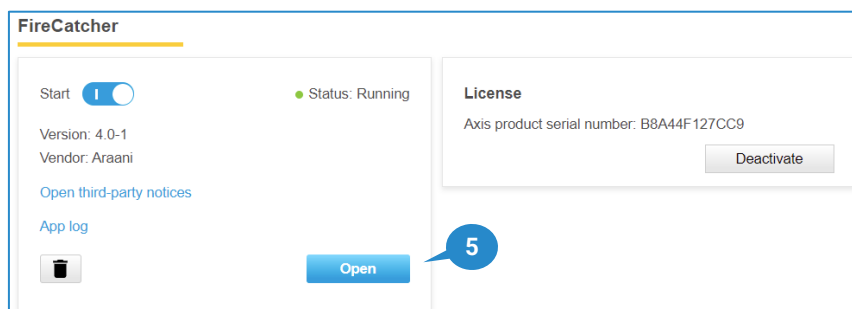 FireCatcher
Start
Status: Running
Version: 4.0-1
Vendor: Araani
Open third-party notices
App log
Open
5
License
Axis product serial number: B8A44F127CC9
Deactivate